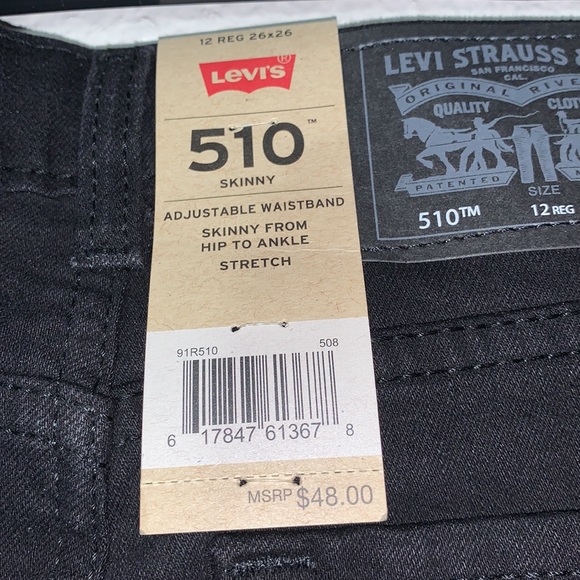 12 REG 26x26
LEVI'S®
510™
SKINNY
ADJUSTABLE WAISTBAND
SKINNY FROM
HIP TO ANKLE
STRETCH
91R510 508
6 17847 61367 8
MSRP $48.00
LEVI STRAUSS &
SAN FRANCISCO
CAL.
ORIGINAL RIVE
QUALITY CLOT
PATENTED
SIZE
510™ 12 REG